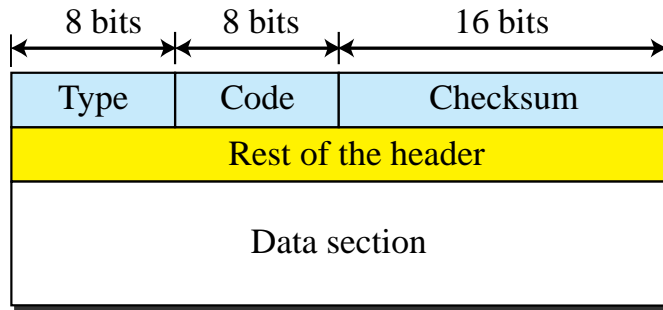 8 bits 8 bits 16 bits
Type Code Checksum
Rest of the header
Data section